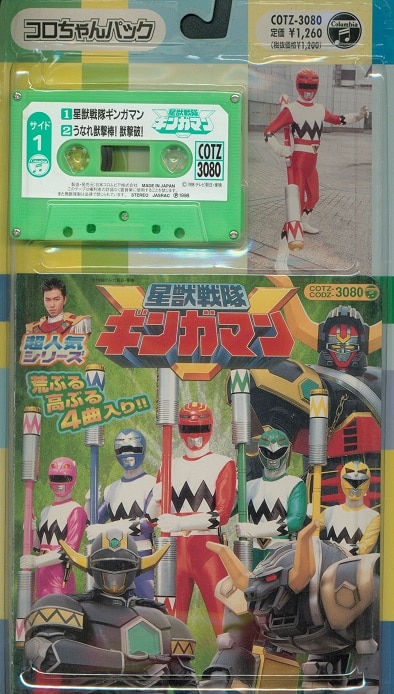 コロちゃんパック
COTZ-3080
定価 ¥1,260
(税抜価格¥1,200)
Columbia
サイド
1
1 星獣戦隊ギンガマン
2 うなれ獣撃棒! 獣撃破!
星獣戦隊
ギンガマン
COTZ
3080
MADE IN JAPAN
STEREO JASRAC Ⓟ1998
星獣戦隊
ギンガマン
COTZ-
CODZ- 3080
超人気
シリーズ
荒ぶる
高ぶる
4曲入り!!